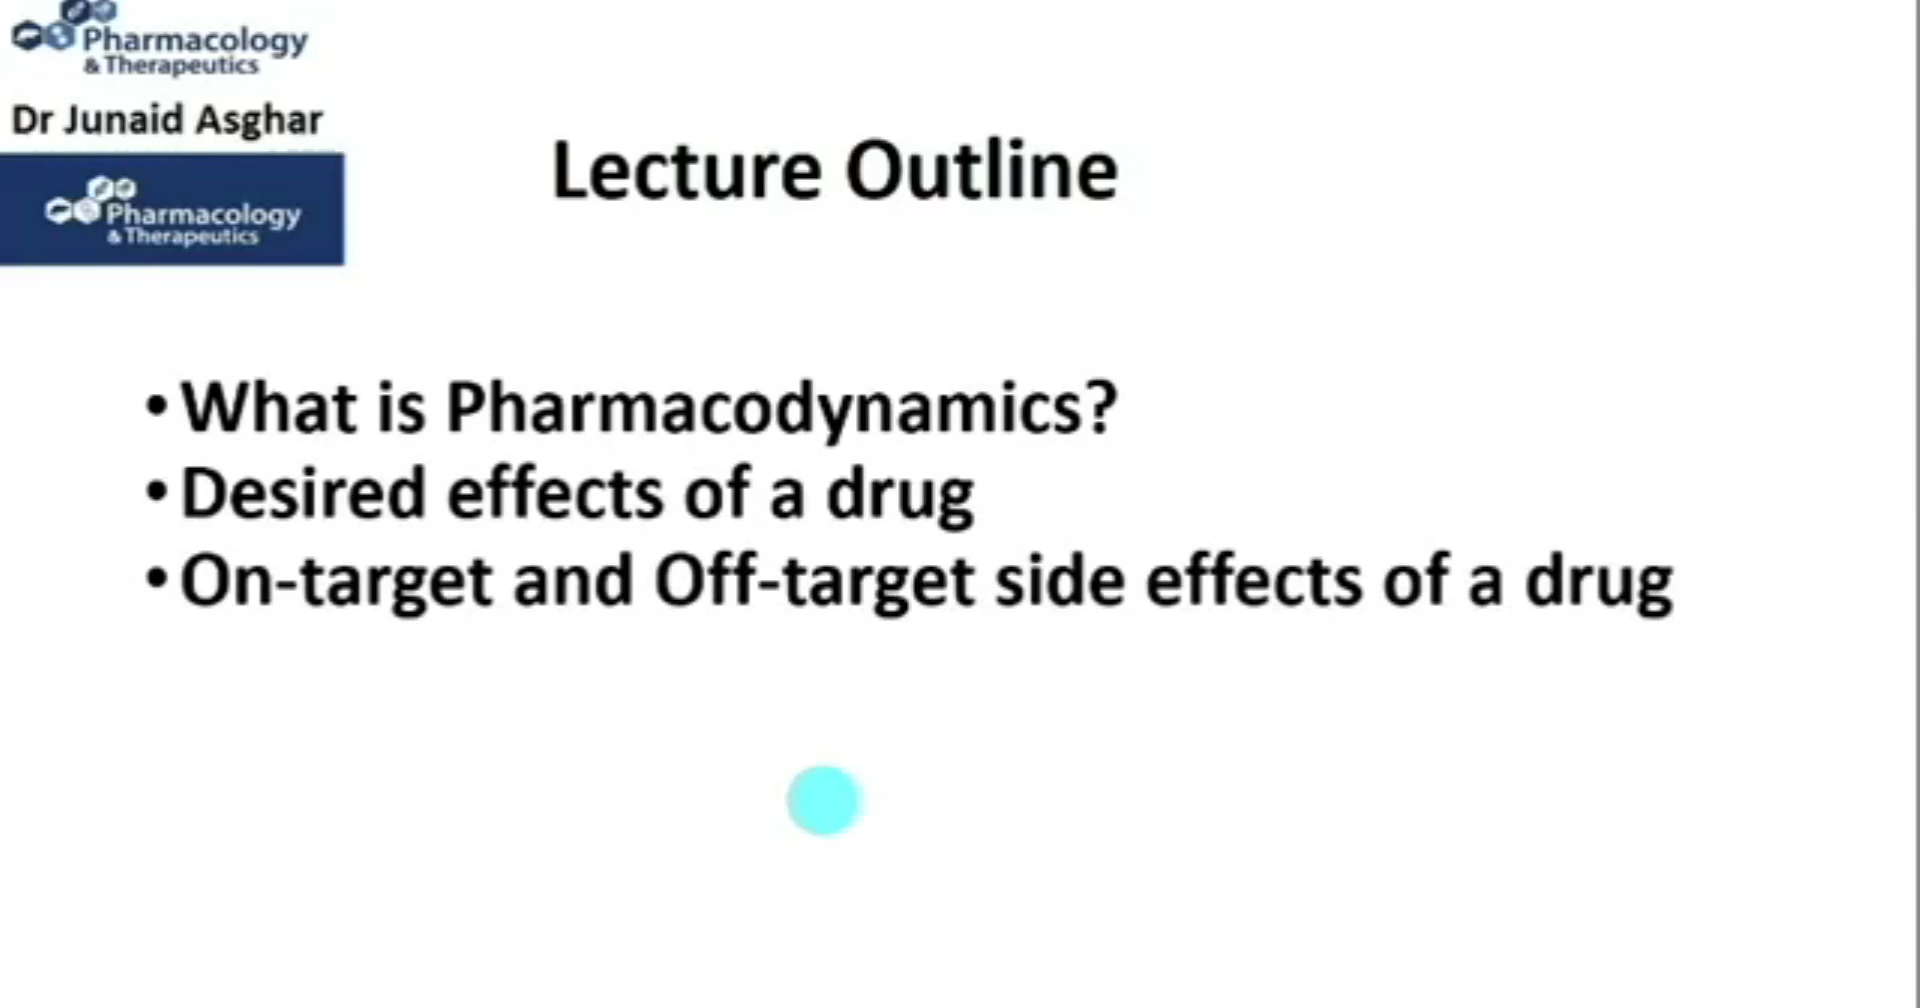 Pharmacology
& Therapeutics
Dr Junaid Asghar
Pharmacology
& Therapeutics
Lecture Outline
• What is Pharmacodynamics?
• Desired effects of a drug
• On-target and Off-target side effects of a drug